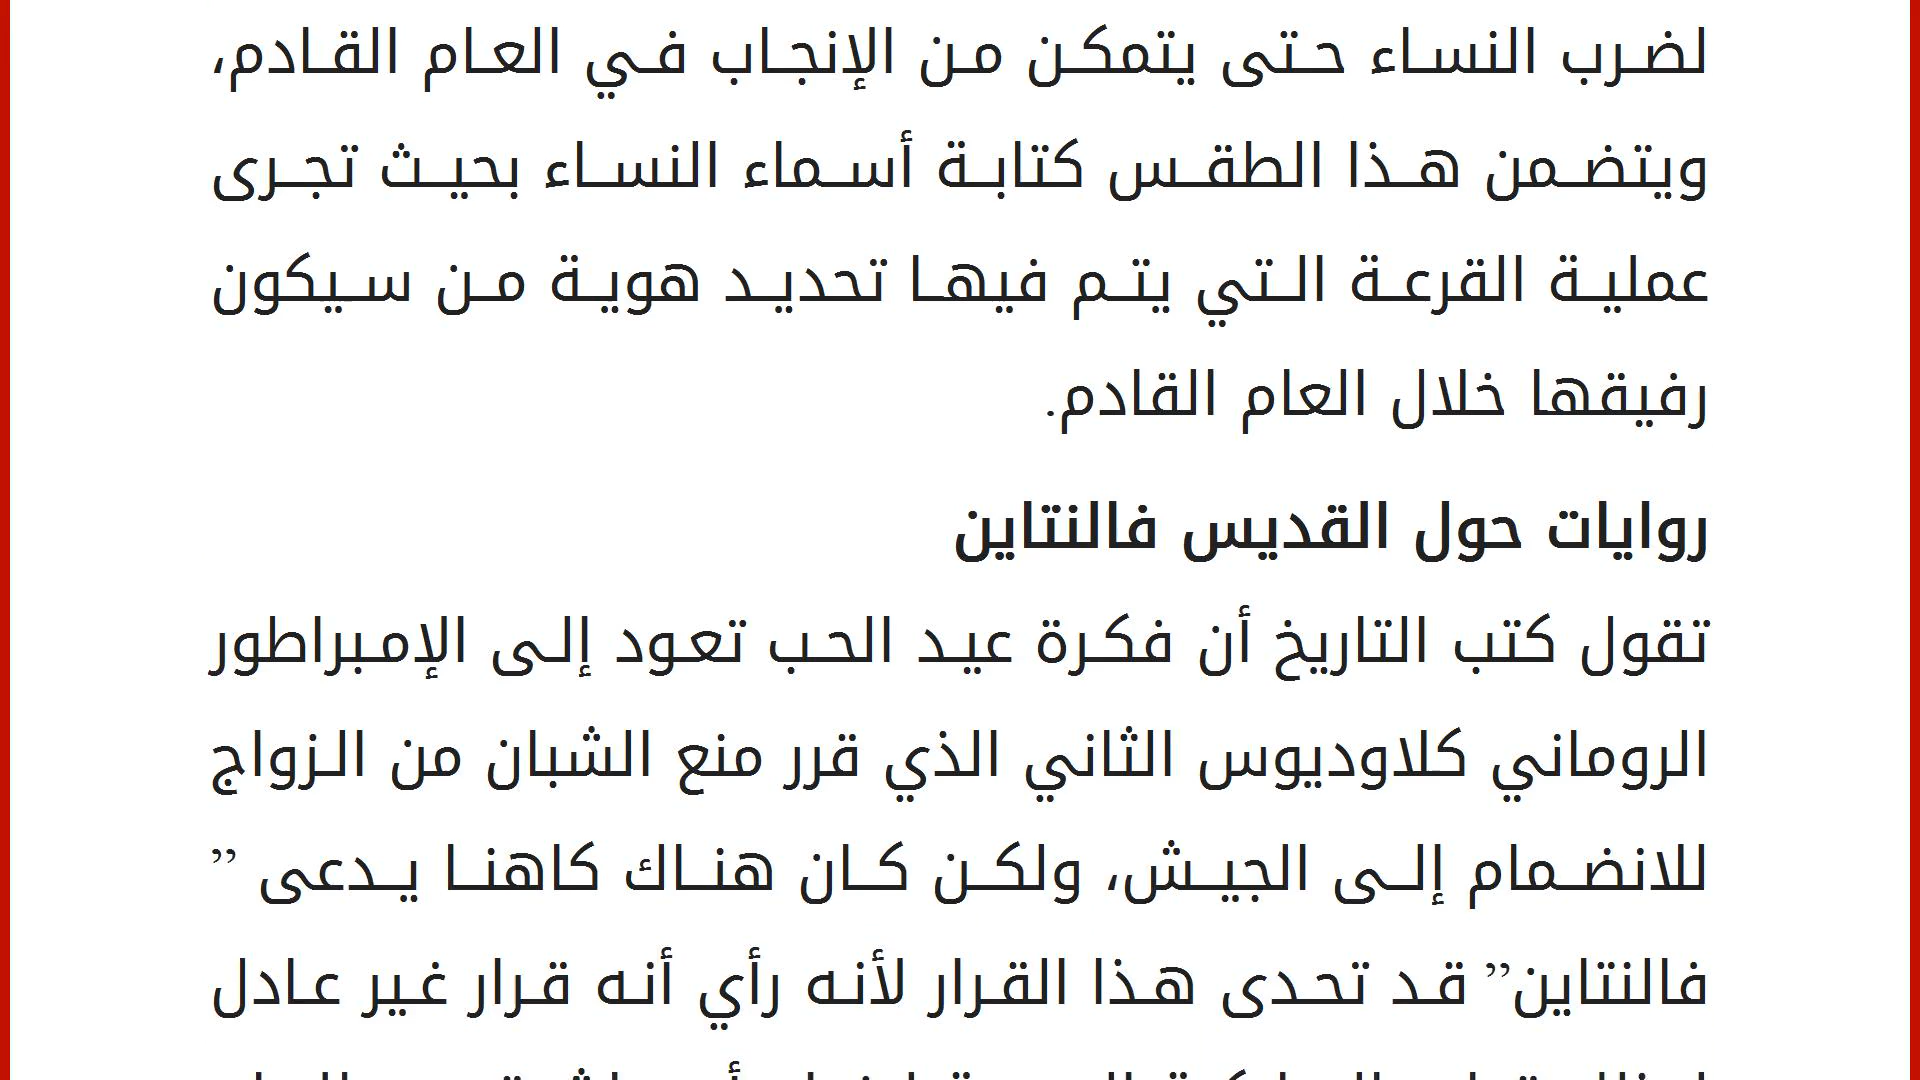 لضرب النساء حتى يتمكن من الإنجاب في العام القادم،
ويتضمن هذا الطقس كتابة أسماء النساء بحيث تجرى
عملية القرعة التي يتم فيها تحديد هوية من سيكون
رفيقها خلال العام القادم.
روايات حول القديس فالنتاين
تقول كتب التاريخ أن فكرة عيد الحب تعود إلى الإمبراطور
الروماني كلاوديوس الثاني الذي قرر منع الشبان من الزواج
للانضمام إلى الجيش، ولكن كان هناك كاهنا يدعى ”
فالنتاين” قد تحدى هذا القرار لأنه رأي أنه قرار غير عادل